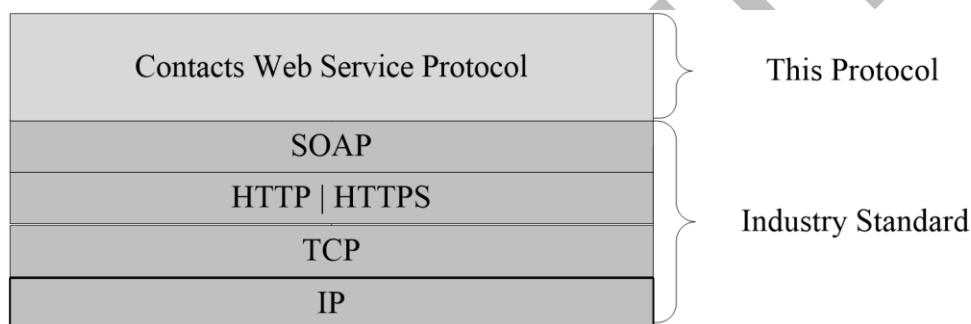 Contacts Web Service Protocol
This Protocol
SOAP
HTTP | HTTPS
Industry Standard
TCP
IP